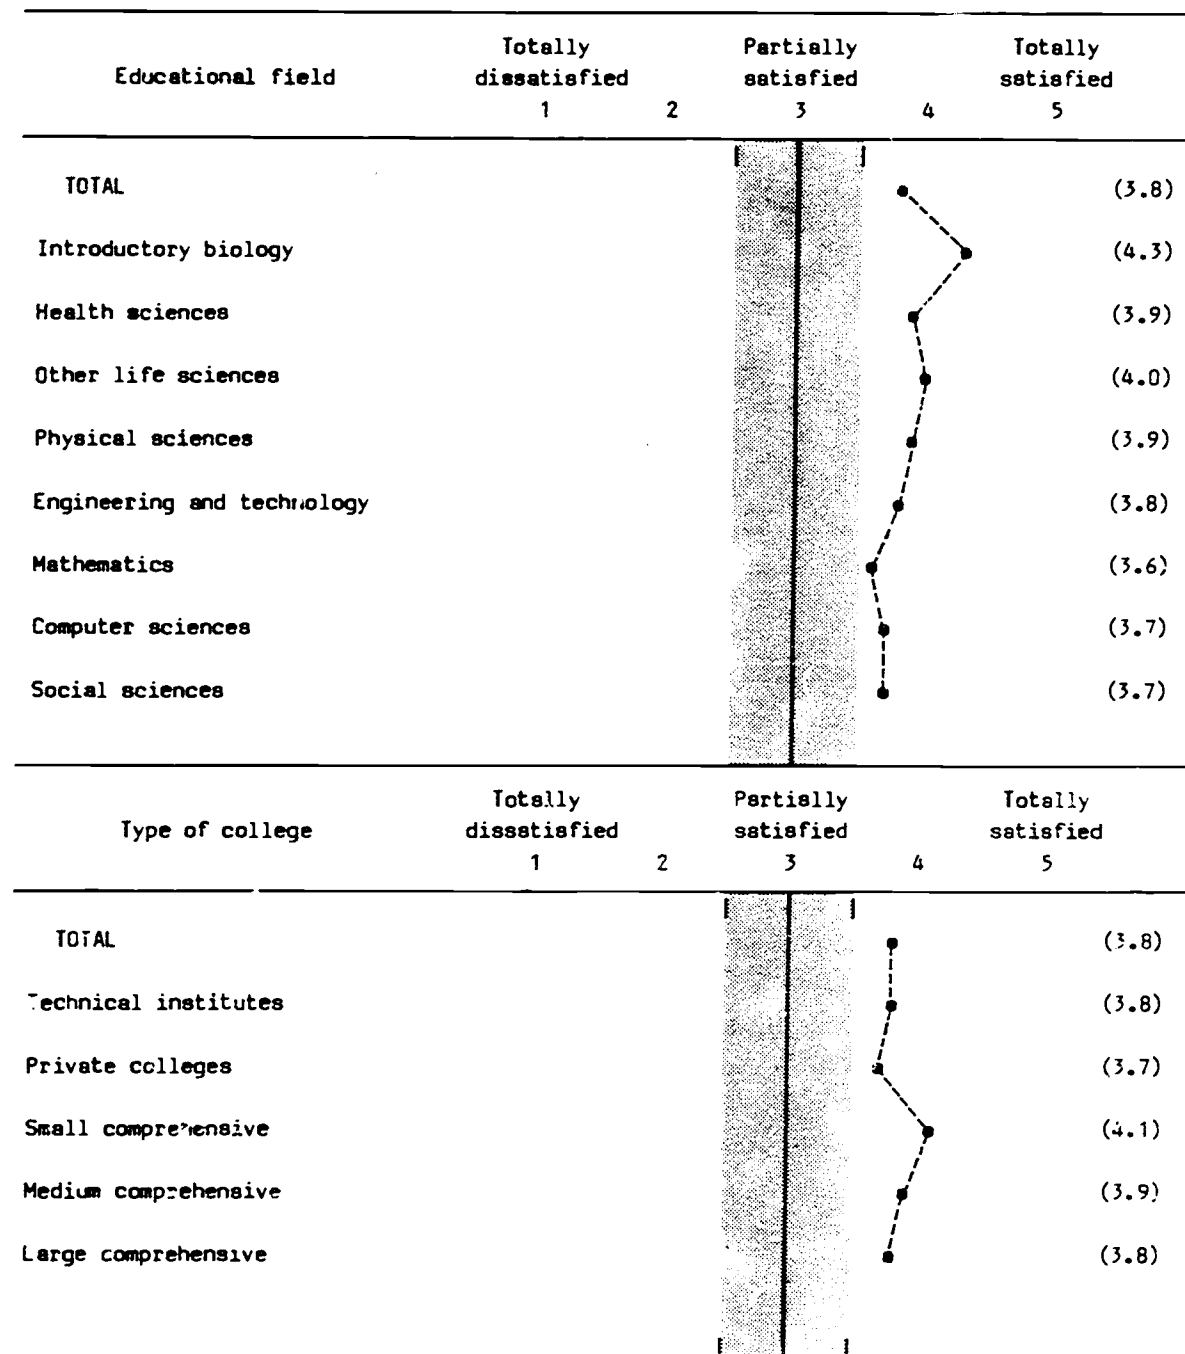 Totally Partially Totally
Educational field dissatisfied satisfied satisfied
1 2 3 4 5
TOTAL (3.8)
Introductory biology (4.3)
Health sciences (3.9)
Other life sciences (4.0)
Physical sciences (3.9)
Engineering and technology (3.8)
Mathematics (3.6)
Computer sciences (3.7)
Social sciences (3.7)
Totally Partially Totally
Type of college dissatisfied satisfied satisfied
1 2 3 4 5
TOTAL (3.8)
Technical institutes (3.8)
Private colleges (3.7)
Small comprehensive (4.1)
Medium comprehensive (3.9)
Large comprehensive (3.8)